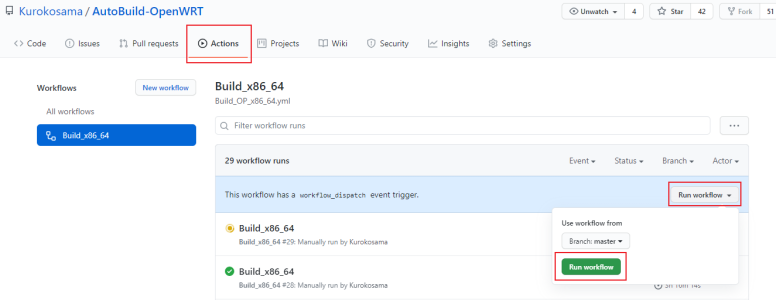 Kurokosama / AutoBuild-OpenWRT
Unwatch 4 Star 42 Fork 51
Code Issues Pull requests Actions Projects Wiki Security Insights Settings
Workflows New workflow
All workflows
Build_x86_64
Build_x86_64
Build_OP_x86_64.yml
Filter workflow runs
29 workflow runs Event Status Branch Actor
This workflow has a workflow_dispatch event trigger. Run workflow
Use workflow from
Branch: master
Run workflow
Build_x86_64
Build_x86_64 #29: Manually run by Kurokosama
Build_x86_64
Build_x86_64 #28: Manually run by Kurokosama
14s